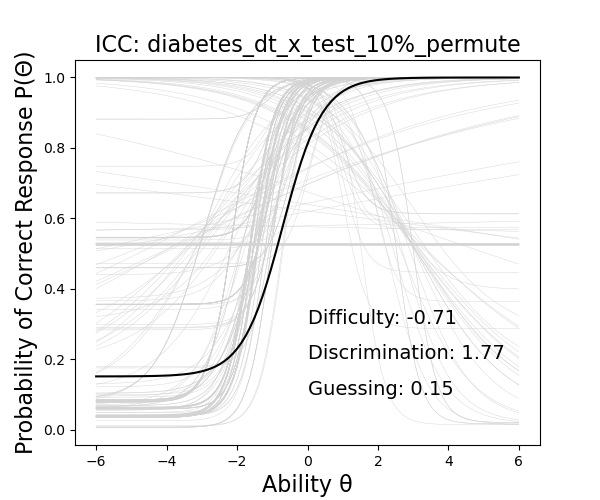 ICC: diabetes_dt_x_test_10%_permute
Probability of Correct Response P(Θ)
1.0
0.8
0.6
0.4
0.2
0.0
Difficulty: -0.71
Discrimination: 1.77
Guessing: 0.15
−6
−4
−2
0
2
4
6
Ability θ